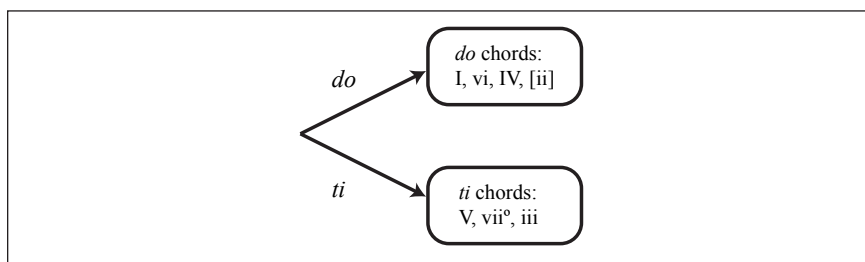 do
do chords:
I, vi, IV, [ii]
ti
ti chords:
V, viiº, iii